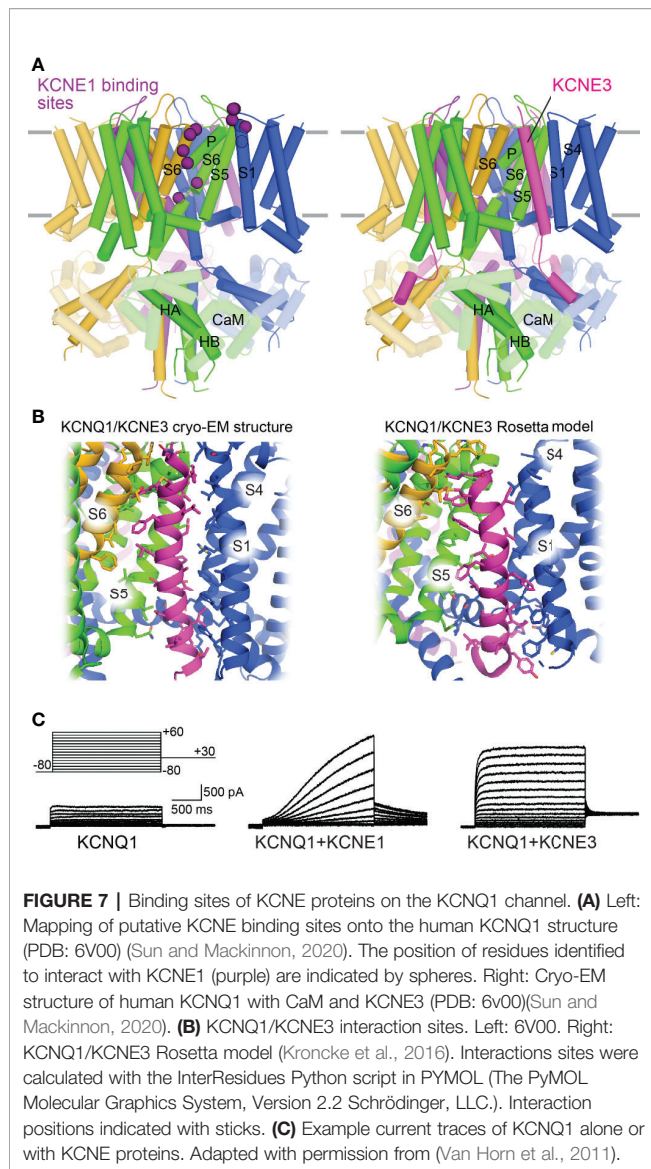 A
KCNE1 binding
sites
KCNE3
P
S6
S6
S5
S1
HA
CaM
HB
P
S4
S6
S6
S1
S5
HA
CaM
HB
B
KCNQ1/KCNE3 cryo-EM structure
KCNQ1/KCNE3 Rosetta model
S6
S4
S1
S5
S4
S6
S1
S5
C
+60
+30
-80
-80
500 pA
500 ms
KCNQ1
KCNQ1+KCNE1
KCNQ1+KCNE3
FIGURE 7 | Binding sites of KCNE proteins on the KCNQ1 channel. (A) Left:
Mapping of putative KCNE binding sites onto the human KCNQ1 structure
(PDB: 6V00) (Sun and Mackinnon, 2020). The position of residues identified
to interact with KCNE1 (purple) are indicated by spheres. Right: Cryo-EM
structure of human KCNQ1 with CaM and KCNE3 (PDB: 6v00)(Sun and
Mackinnon, 2020). (B) KCNQ1/KCNE3 interaction sites. Left: 6V00. Right:
KCNQ1/KCNE3 Rosetta model (Kroncke et al., 2016). Interactions sites were
calculated with the InterResidues Python script in PYMOL (The PyMOL
Molecular Graphics System, Version 2.2 Schrödinger, LLC.). Interaction
positions indicated with sticks. (C) Example current traces of KCNQ1 alone or
with KCNE proteins. Adapted with permission from (Van Horn et al., 2011).